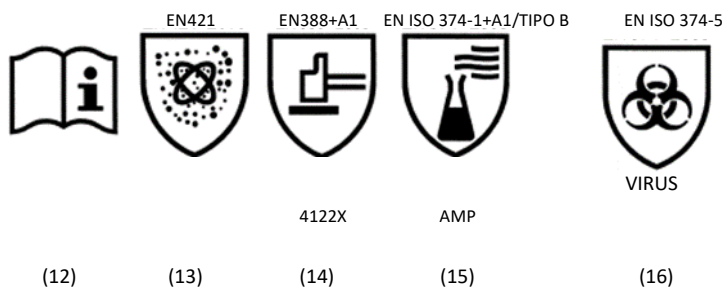 EN421 EN388+A1 EN ISO 374-1+A1/TIPO B EN ISO 374-5
i
VIRUS
4122X AMP
(12) (13) (14) (15) (16)